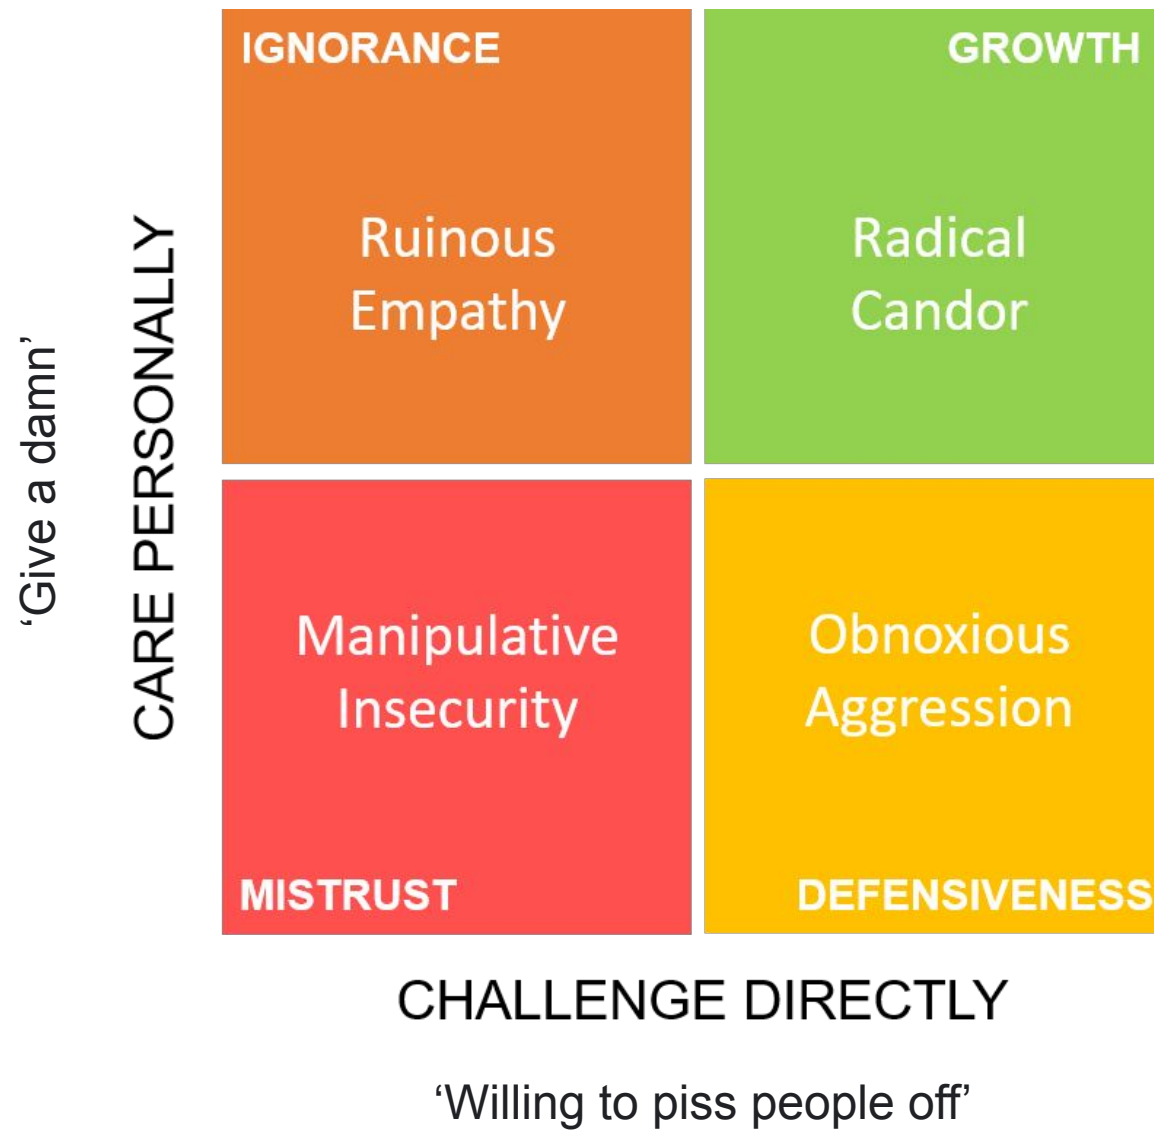 IGNORANCE
GROWTH
Ruinous
Empathy
Radical
Candor
‘Give a damn’
CARE PERSONALLY
Manipulative
Insecurity
Obnoxious
Aggression
MISTRUST
DEFENSIVENESS
CHALLENGE DIRECTLY
‘Willing to piss people off’